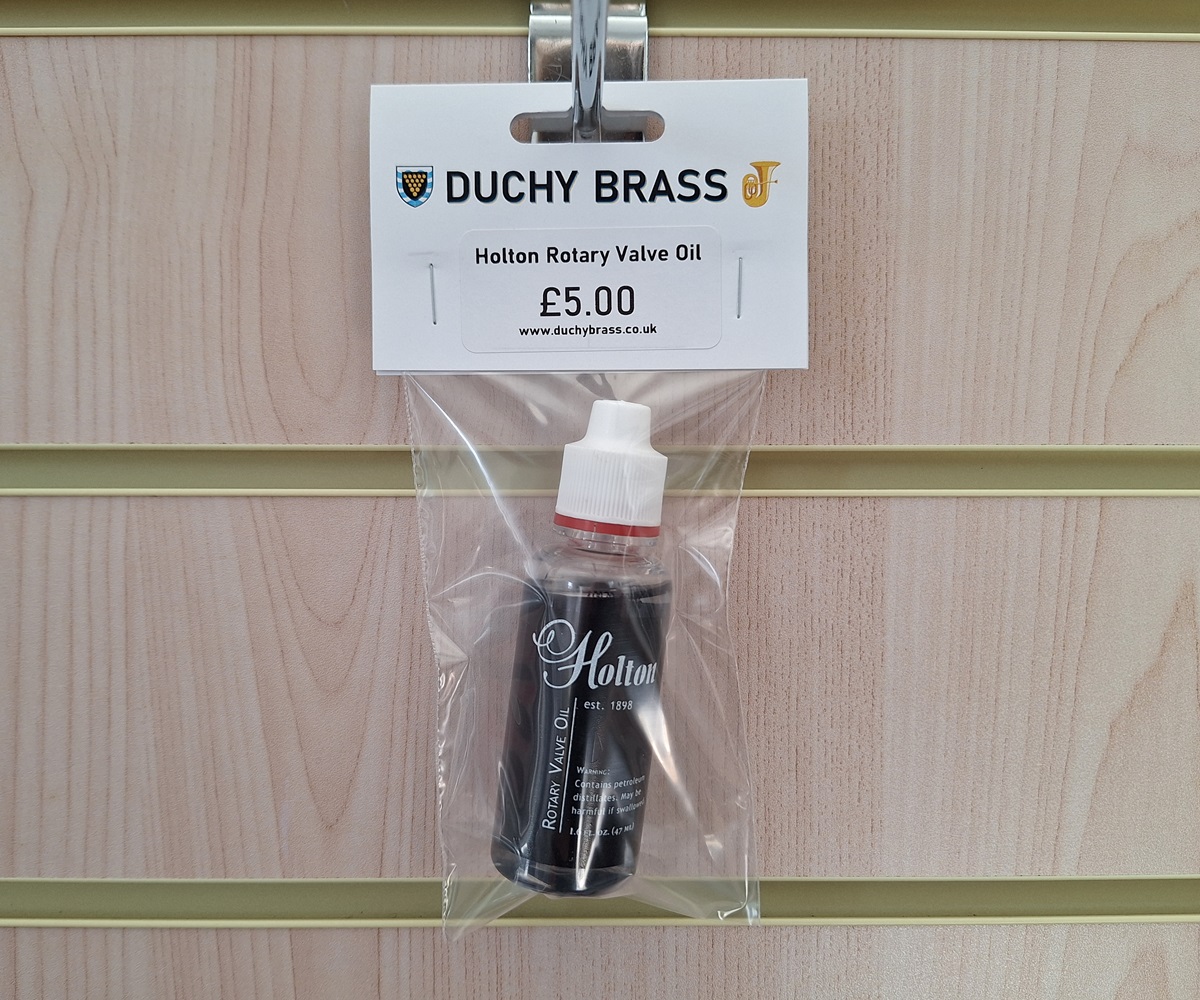 DUCHY BRASS
Holton Rotary Valve Oil
£5.00
www.duchybrass.co.uk
Holton
est. 1898
ROTARY VALVE OIL
WARNING:
Contains petroleum
distillates. May be
harmful if swallowed
1.6 FL. OZ. (47 ML)